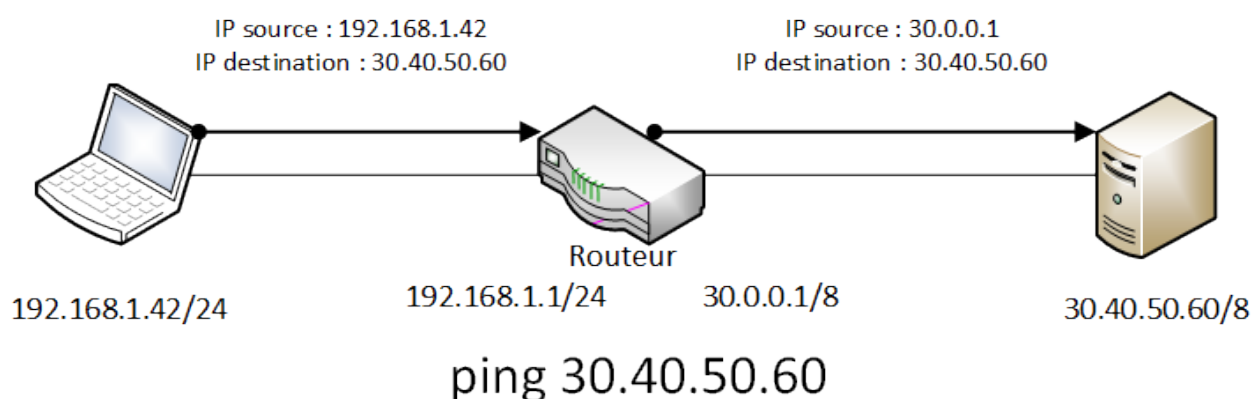 IP source : 192.168.1.42
IP destination : 30.40.50.60
IP source : 30.0.0.1
IP destination : 30.40.50.60
Routeur
192.168.1.42/24
192.168.1.1/24
30.0.0.1/8
30.40.50.60/8
ping 30.40.50.60